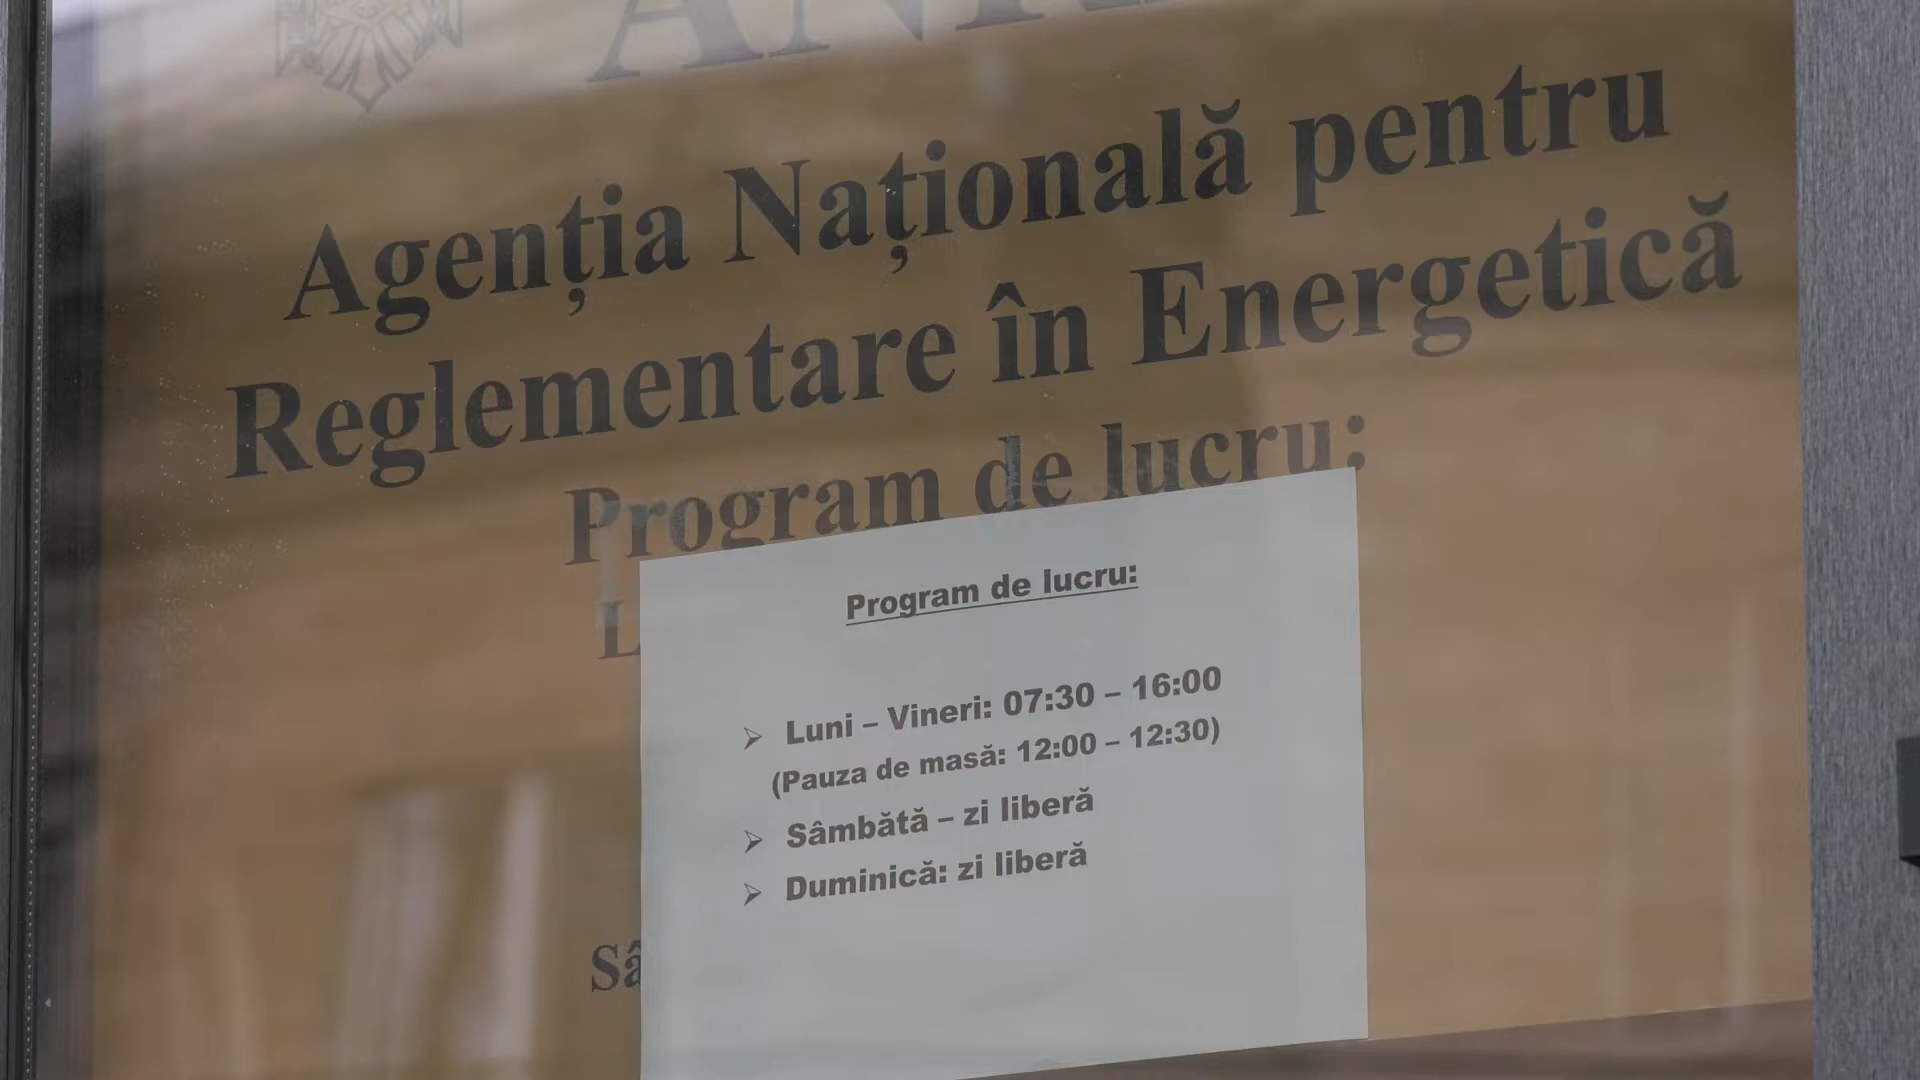 Agenția Națională pentru
Reglementare în Energetică
Program de lucru:
Program de lucru:
➢ Luni – Vineri: 07:30 – 16:00
(Pauza de masă: 12:00 – 12:30)
➢ Sâmbătă – zi liberă
➢ Duminică: zi liberă